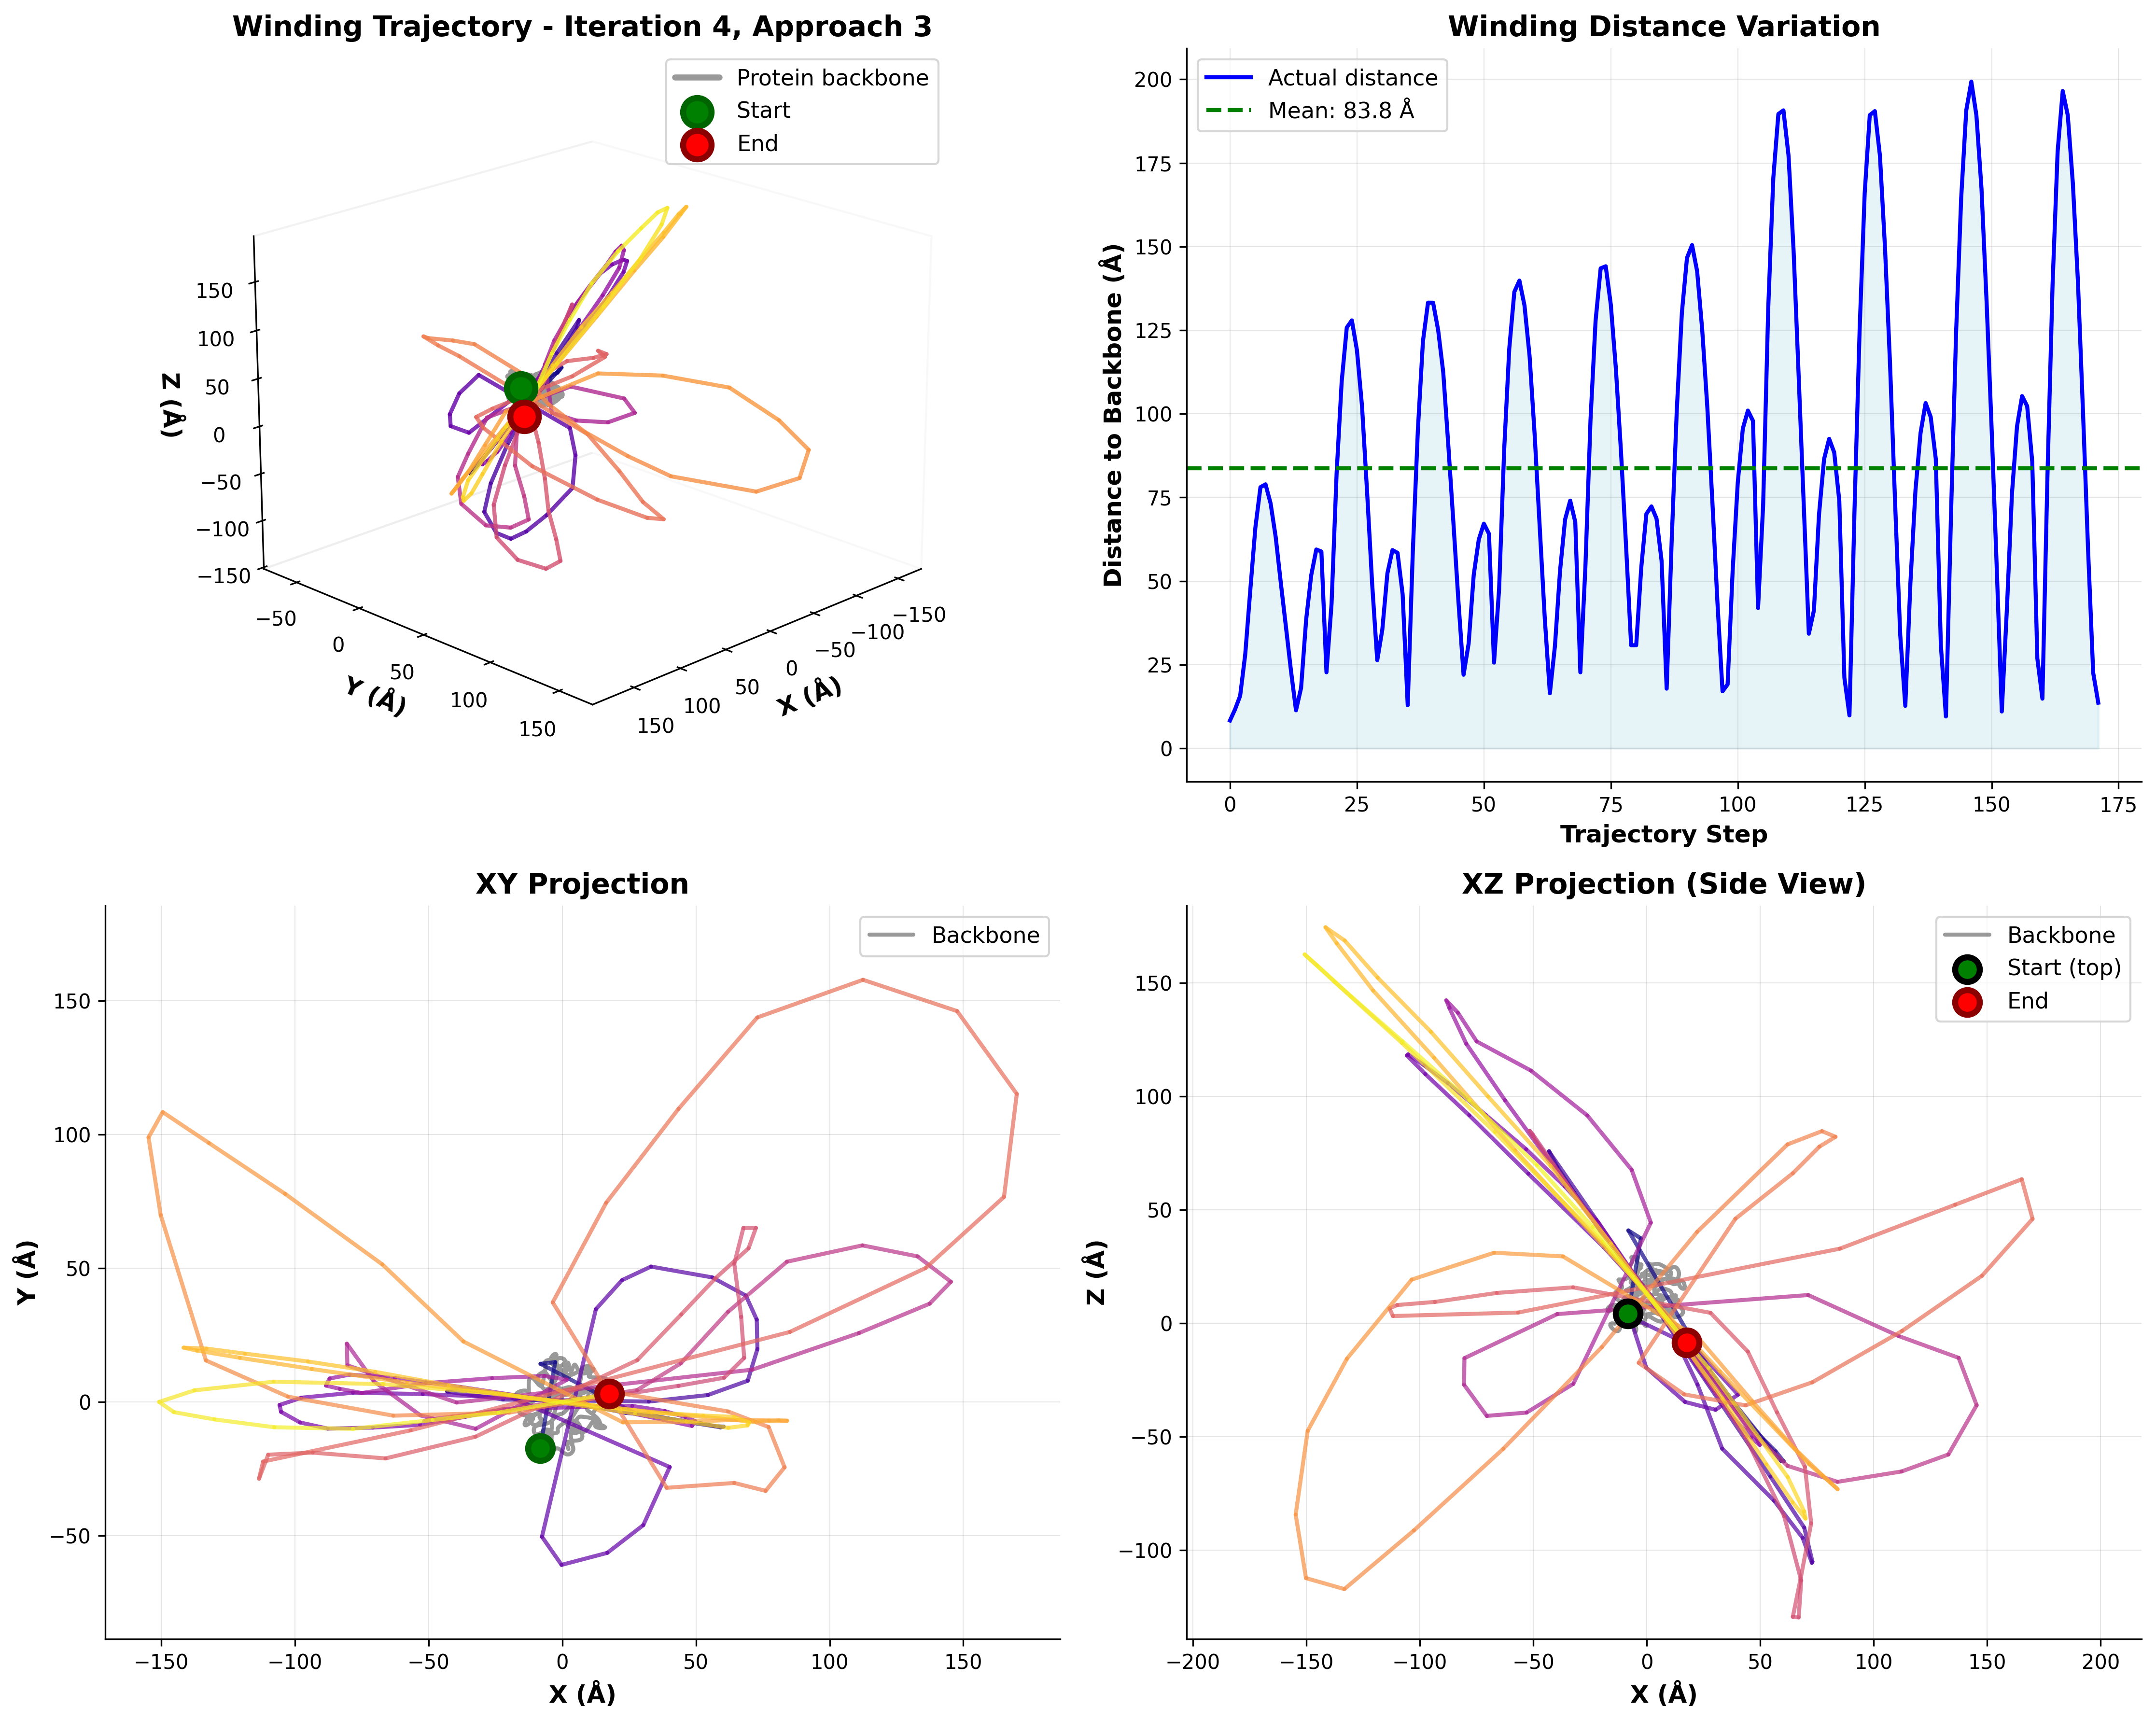 Winding Trajectory - Iteration 4, Approach 3
Protein backbone
Start
End
150
100
50
0
−50
−100
−150
Z (Å)
−50
0
50
100
150
Y (Å)
150
100
50
0
−50
−100
−150
X (Å)
Winding Distance Variation
Actual distance
Mean: 83.8 Å
200
175
150
125
100
75
50
25
0
Distance to Backbone (Å)
0
25
50
75
100
125
150
175
Trajectory Step
XY Projection
Backbone
150
100
50
0
−50
Y (Å)
−150
−100
−50
0
50
100
150
X (Å)
XZ Projection (Side View)
Backbone
Start (top)
End
150
100
50
0
−50
−100
Z (Å)
−200
−150
−100
−50
0
50
100
150
200
X (Å)